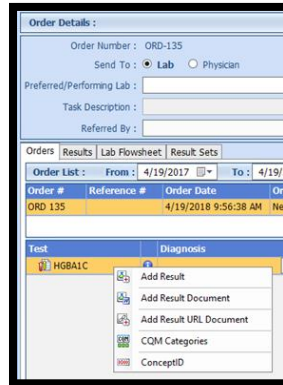 Order Details :
Order Number : ORD-135
Send To : Lab Physician
Preferred/Performing Lab :
Task Description :
Referred By :
Orders Results Lab Flowsheet Result Sets
Order List : From : 4/19/2017 To : 4/19/
Order # Reference # Order Date Or
ORD 135 4/19/2018 9:56:38 AM Ne
Test Diagnosis
HGBA1C
Add Result
Add Result Document
Add Result URL Document
CQM Categories
ConceptID